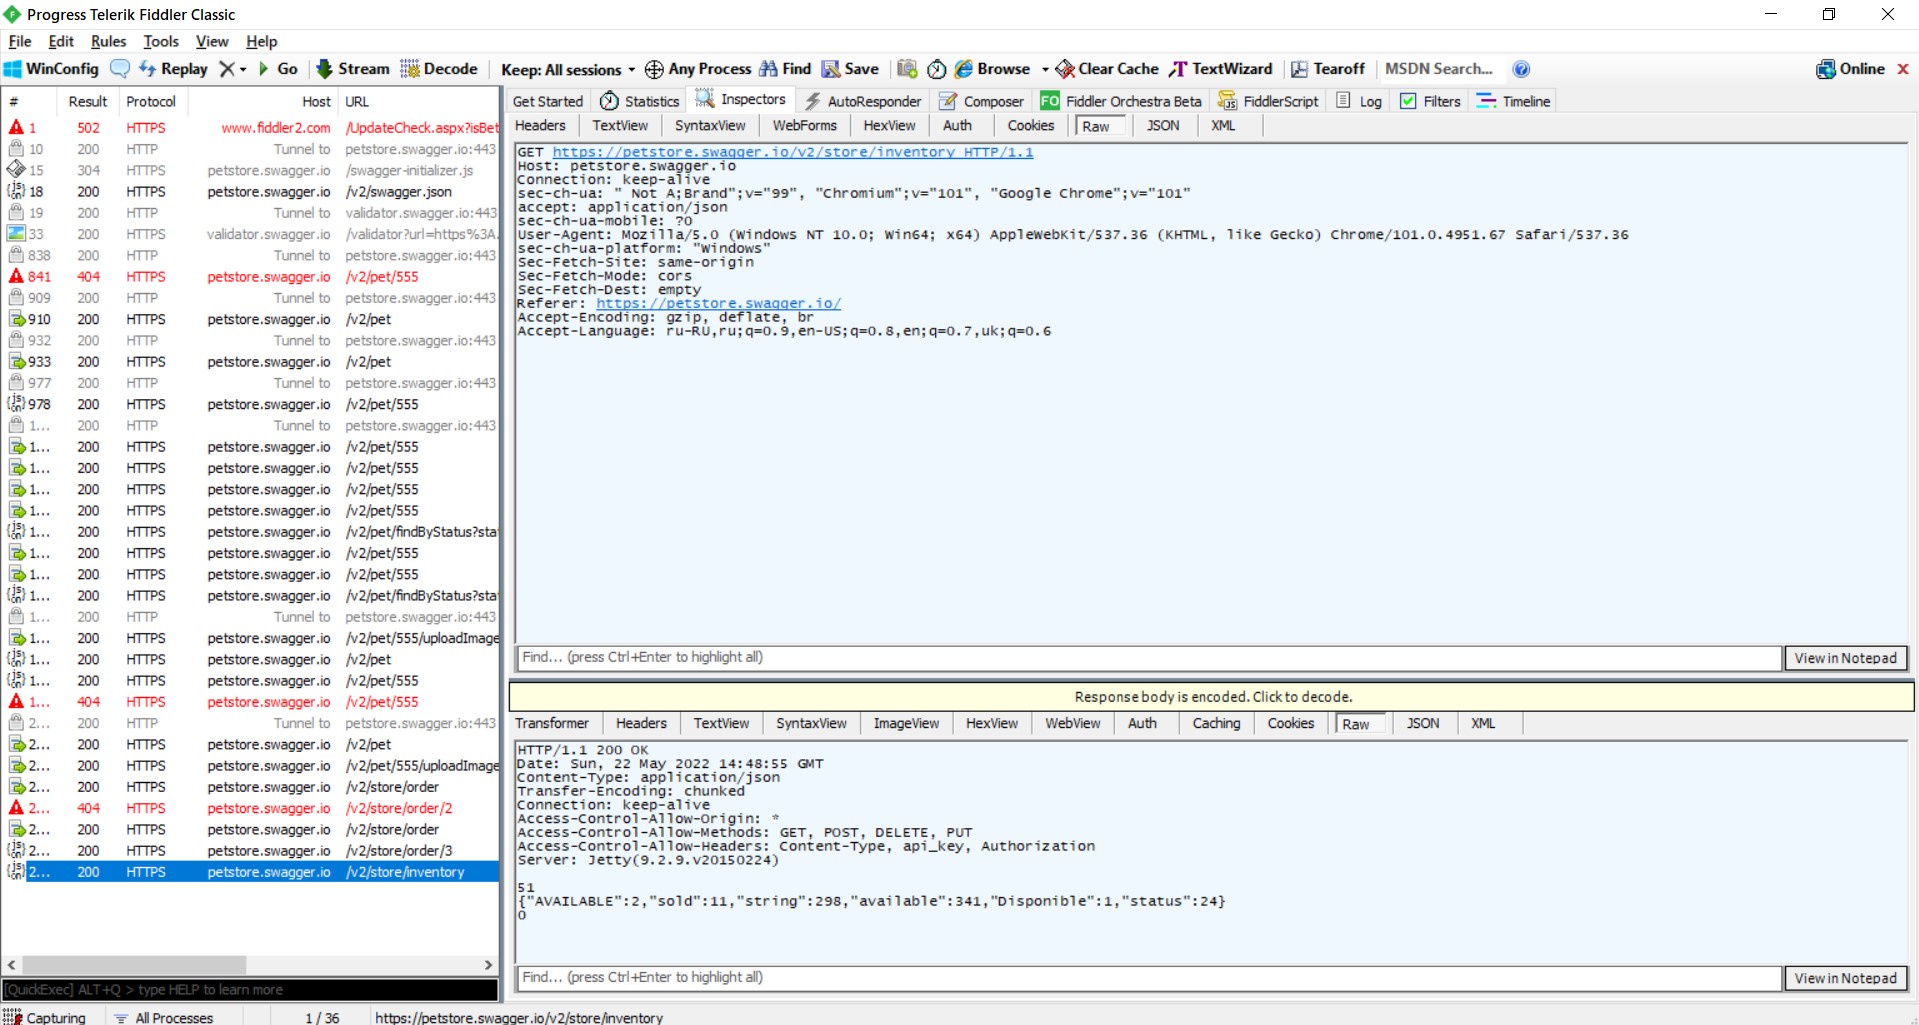 Progress Telerik Fiddler Classic
File Edit Rules Tools View Help
WinConfig Replay Go Stream Decode Keep: All sessions Any Process Find Save Browse Clear Cache TextWizard Tearoff MSDN Search... Online
# Result Protocol Host URL
1 502 HTTPS www.fiddler2.com /UpdateCheck.aspx?isBet
10 200 HTTP Tunnel to petstore.swagger.io:443
15 304 HTTPS petstore.swagger.io /swagger-initializer.js
18 200 HTTPS petstore.swagger.io /v2/swagger.json
19 200 HTTP Tunnel to validator.swagger.io:443
33 200 HTTPS validator.swagger.io /validator?url=https%3A.
838 200 HTTP Tunnel to petstore.swagger.io:443
841 404 HTTPS petstore.swagger.io /v2/pet/555
909 200 HTTP Tunnel to petstore.swagger.io:443
910 200 HTTPS petstore.swagger.io /v2/pet
932 200 HTTP Tunnel to petstore.swagger.io:443
933 200 HTTPS petstore.swagger.io /v2/pet
977 200 HTTP Tunnel to petstore.swagger.io:443
978 200 HTTPS petstore.swagger.io /v2/pet/555
1... 200 HTTP Tunnel to petstore.swagger.io:443
1... 200 HTTPS petstore.swagger.io /v2/pet/555
1... 200 HTTPS petstore.swagger.io /v2/pet/555
1... 200 HTTPS petstore.swagger.io /v2/pet/555
1... 200 HTTPS petstore.swagger.io /v2/pet/555
1... 200 HTTPS petstore.swagger.io /v2/pet/findByStatus?sta
1... 200 HTTPS petstore.swagger.io /v2/pet/555
1... 200 HTTPS petstore.swagger.io /v2/pet/555
1... 200 HTTPS petstore.swagger.io /v2/pet/findByStatus?sta
1... 200 HTTP Tunnel to petstore.swagger.io:443
1... 200 HTTPS petstore.swagger.io /v2/pet/555/uploadImage
1... 200 HTTPS petstore.swagger.io /v2/pet
1... 200 HTTPS petstore.swagger.io /v2/pet/555
1... 404 HTTPS petstore.swagger.io /v2/pet/555
2... 200 HTTP Tunnel to petstore.swagger.io:443
2... 200 HTTPS petstore.swagger.io /v2/pet
2... 200 HTTPS petstore.swagger.io /v2/pet/555/uploadImage
2... 200 HTTPS petstore.swagger.io /v2/store/order
2... 404 HTTPS petstore.swagger.io /v2/store/order/2
2... 200 HTTPS petstore.swagger.io /v2/store/order
2... 200 HTTPS petstore.swagger.io /v2/store/order/3
2... 200 HTTPS petstore.swagger.io /v2/store/inventory
[QuickExec] ALT+Q > type HELP to learn more
Get Started Statistics Inspectors AutoResponder Composer FO Fiddler Orchestra Beta FiddlerScript Log Filters Timeline
Headers TextView SyntaxView WebForms HexView Auth Cookies Raw JSON XML
GET https://petstore.swagger.io/v2/store/inventory HTTP/1.1
Host: petstore.swagger.io
Connection: keep-alive
sec-ch-ua: " Not A;Brand";v="99", "Chromium";v="101", "Google Chrome";v="101"
accept: application/json
sec-ch-ua-mobile: ?0
User-Agent: Mozilla/5.0 (Windows NT 10.0; Win64; x64) AppleWebKit/537.36 (KHTML, like Gecko) Chrome/101.0.4951.67 Safari/537.36
sec-ch-ua-platform: "Windows"
Sec-Fetch-Site: same-origin
Sec-Fetch-Mode: cors
Sec-Fetch-Dest: empty
Referer: https://petstore.swagger.io/
Accept-Encoding: gzip, deflate, br
Accept-Language: ru-RU,ru;q=0.9,en-US;q=0.8,en;q=0.7,uk;q=0.6
Find... (press Ctrl+Enter to highlight all) View in Notepad
Response body is encoded. Click to decode.
Transformer Headers TextView SyntaxView ImageView HexView WebView Auth Caching Cookies Raw JSON XML
HTTP/1.1 200 OK
Date: Sun, 22 May 2022 14:48:55 GMT
Content-Type: application/json
Transfer-Encoding: chunked
Connection: keep-alive
Access-Control-Allow-Origin: *
Access-Control-Allow-Methods: GET, POST, DELETE, PUT
Access-Control-Allow-Headers: Content-Type, api_key, Authorization
Server: Jetty(9.2.9.v20150224)
51
{"AVAILABLE":2,"sold":11,"string":298,"available":341,"Disponible":1,"status":24}
0
Find... (press Ctrl+Enter to highlight all) View in Notepad
Capturing All Processes 1 / 36 https://petstore.swagger.io/v2/store/inventory